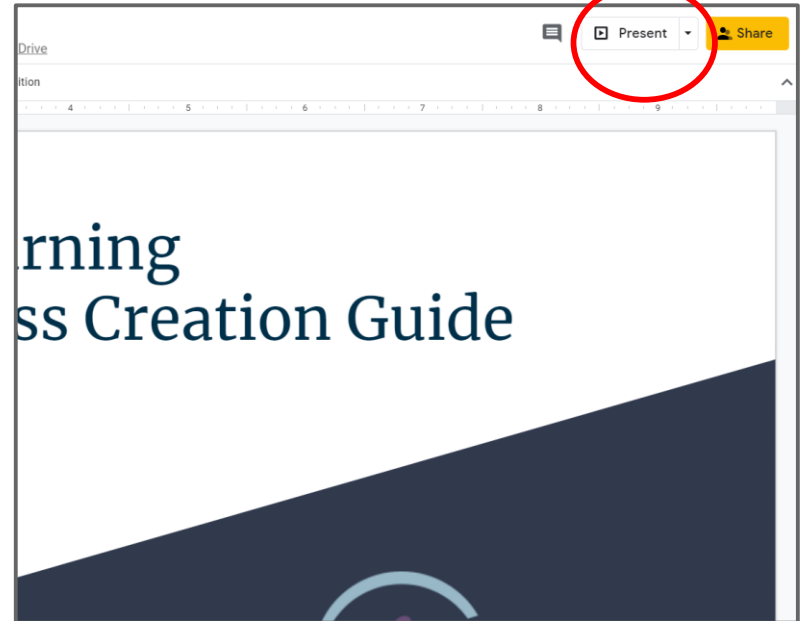 Present Share
Drive
ition
4 5 6 7 8 9
rning
ss Creation Guide